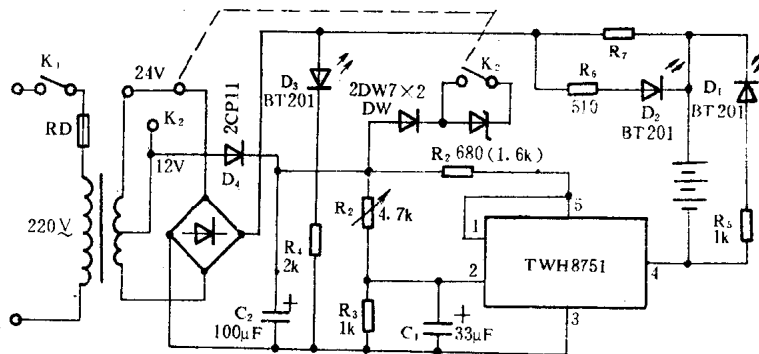 K₁
24V
RD
K₂
12V
220V
~
2CP11
D₄
D₃
BT201
R₄
2k
C₂
100μF
+
2DW7×2
DW
K₂
R₂ 680(1.6k)
R₂
4.7k
R₃
1k
C₁
33μF
+
R₇
R₆
510
D₂
BT201
D₁
BT201
R₅
1k
1
2
3
4
5
TWH8751